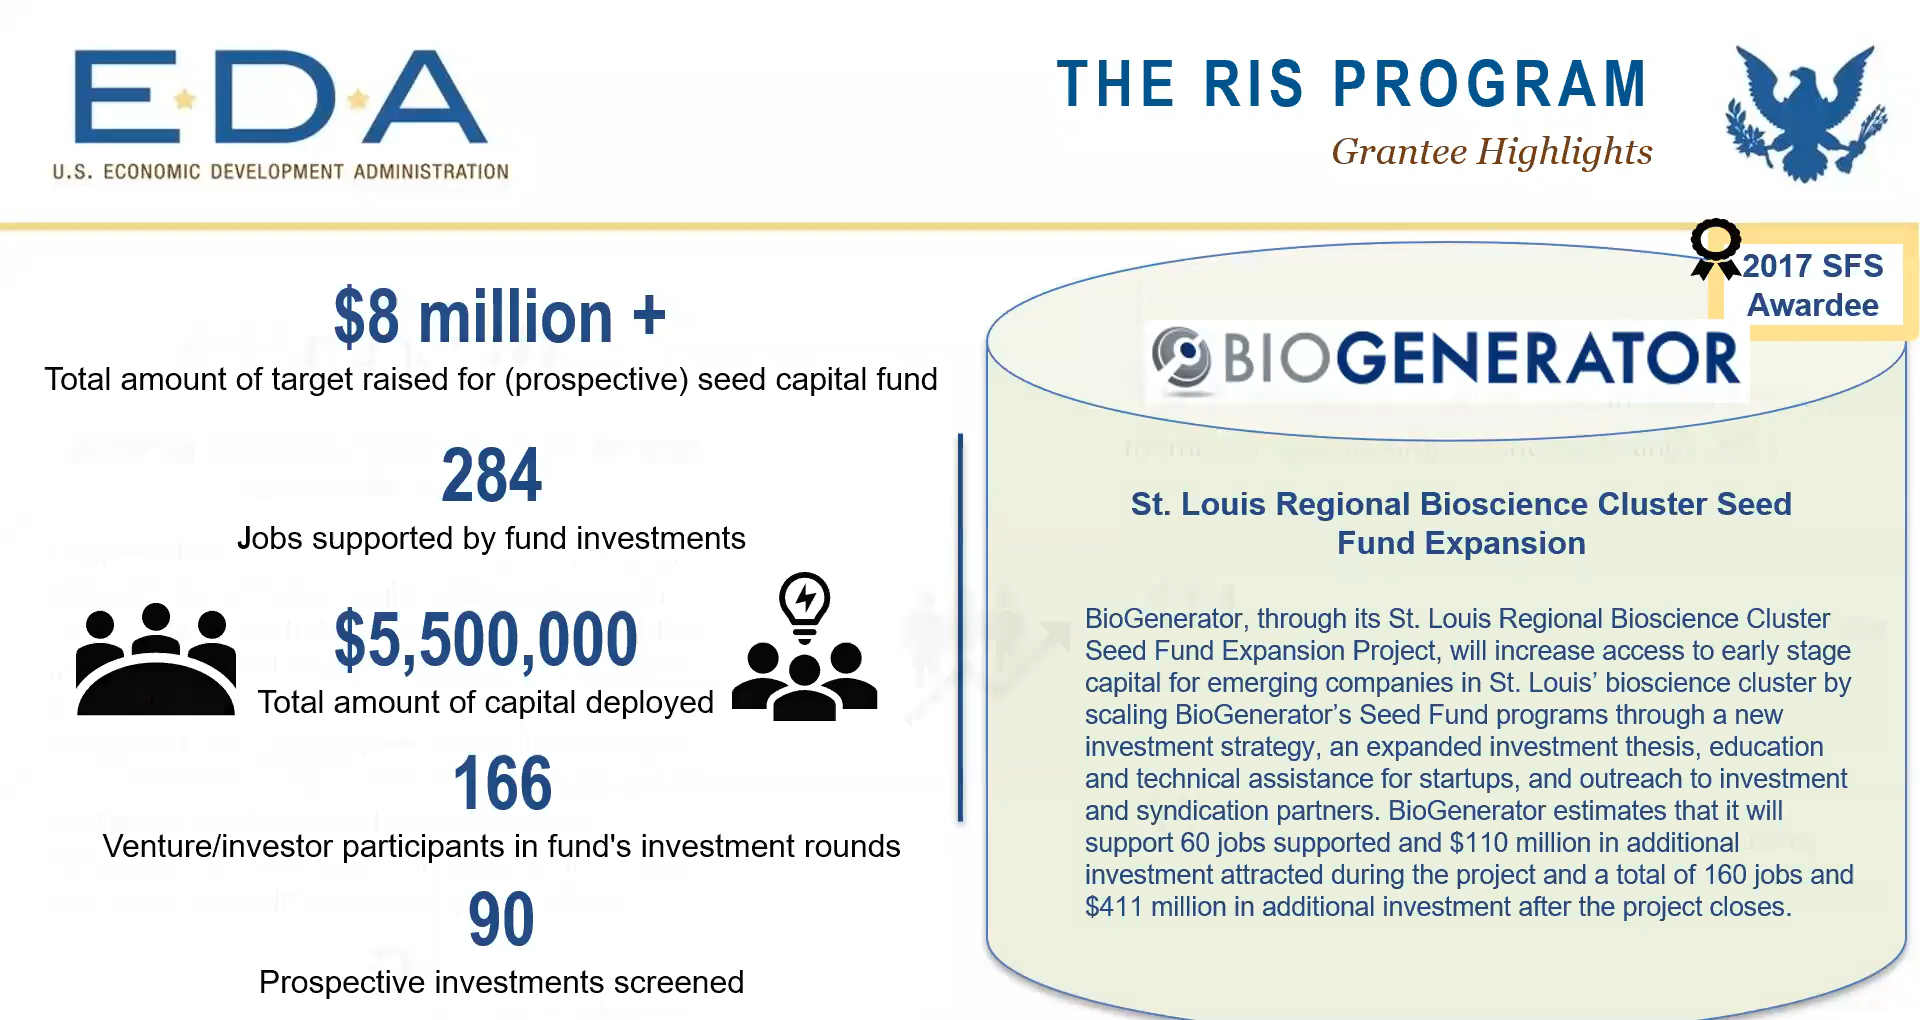 E D A
U.S. ECONOMIC DEVELOPMENT ADMINISTRATION
THE RIS PROGRAM
Grantee Highlights
$8 million +
Total amount of target raised for (prospective) seed capital fund
284
Jobs supported by fund investments
$5,500,000
Total amount of capital deployed
166
Venture/investor participants in fund's investment rounds
90
Prospective investments screened
2017 SFS
Awardee
BIOGENERATOR
St. Louis Regional Bioscience Cluster Seed
Fund Expansion
BioGenerator, through its St. Louis Regional Bioscience Cluster
Seed Fund Expansion Project, will increase access to early stage
capital for emerging companies in St. Louis’ bioscience cluster by
scaling BioGenerator’s Seed Fund programs through a new
investment strategy, an expanded investment thesis, education
and technical assistance for startups, and outreach to investment
and syndication partners. BioGenerator estimates that it will
support 60 jobs supported and $110 million in additional
investment attracted during the project and a total of 160 jobs and
$411 million in additional investment after the project closes.